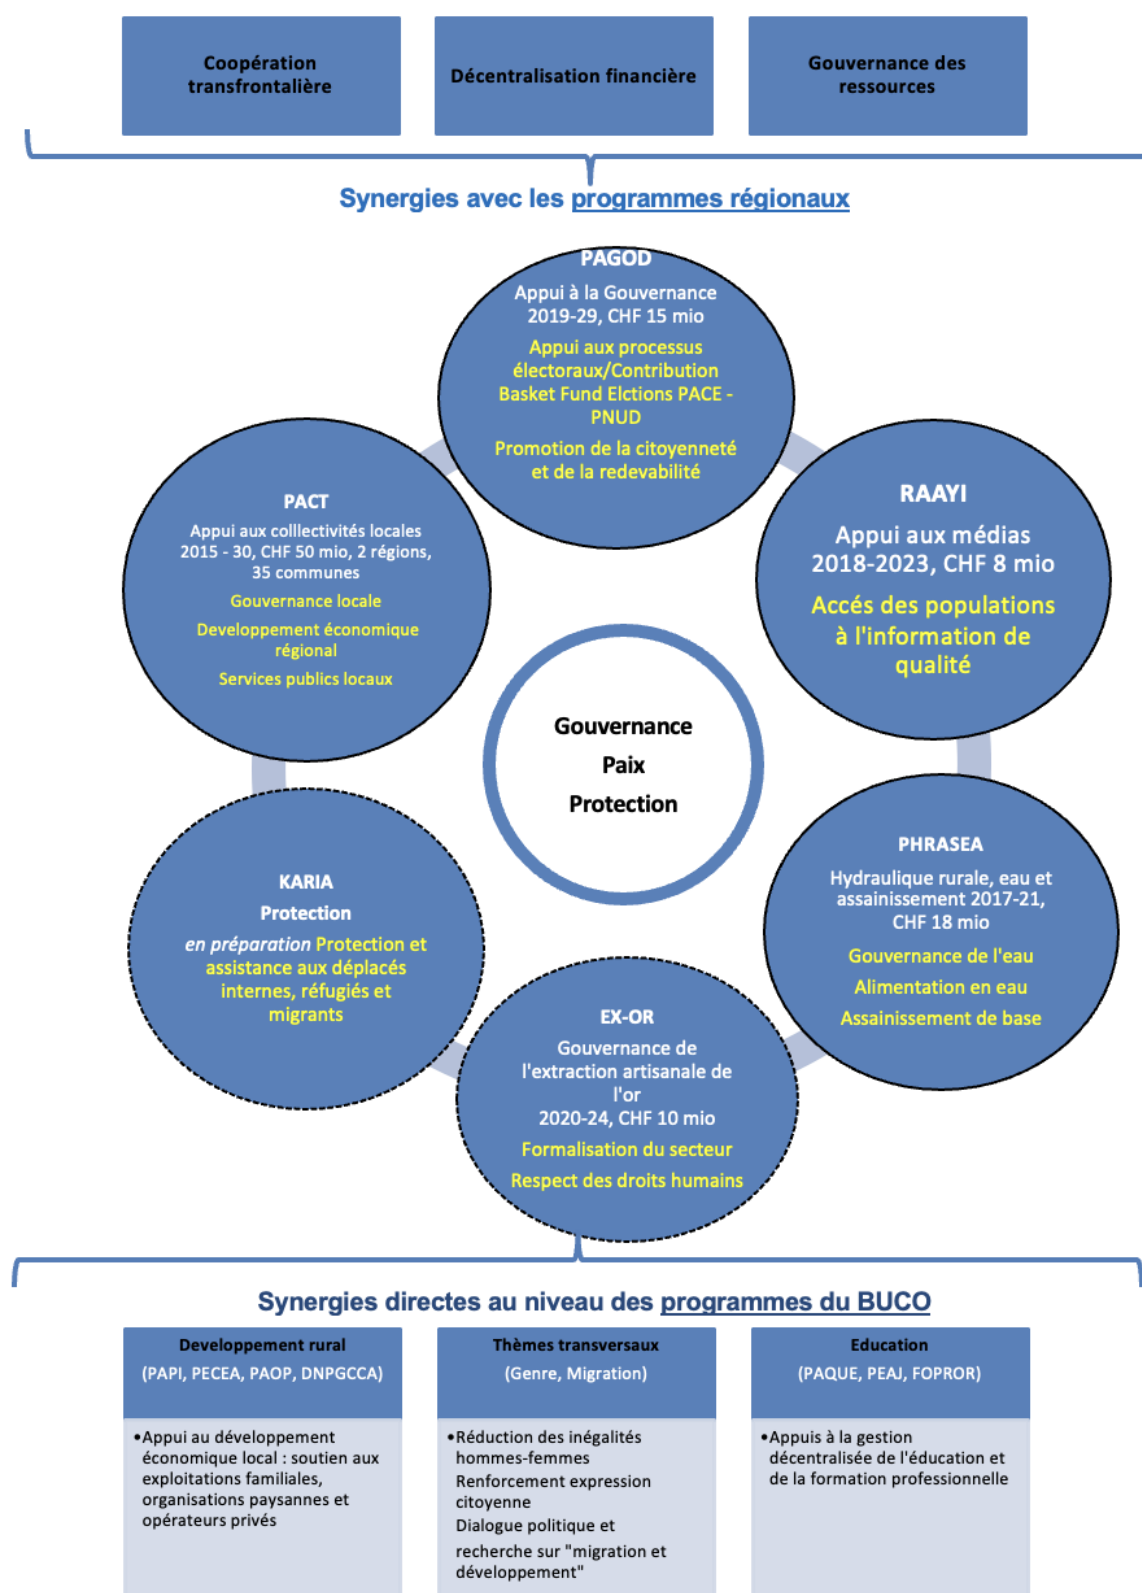 Coopération
transfrontalière
Décentralisation financière
Gouvernance des
ressources
Synergies avec les programmes régionaux
PAGOD
Appui à la Gouvernance
2019-29, CHF 15 mio
Appui aux processus
électoraux/Contribution
Basket Fund Elctions PACE -
PNUD
Promotion de la citoyenneté
et de la redevabilité
RAAYI
Appui aux médias
2018-2023, CHF 8 mio
Accés des populations
à l'information de
qualité
PACT
Appui aux colllectivités locales
2015 - 30, CHF 50 mio, 2 régions,
35 communes
Gouvernance locale
Developpement économique
régional
Services publics locaux
Gouvernance
Paix
Protection
PHRASEA
Hydraulique rurale, eau et
assainissement 2017-21,
CHF 18 mio
Gouvernance de l'eau
Alimentation en eau
Assainissement de base
KARIA
Protection
en préparation Protection et
assistance aux déplacés
internes, réfugiés et
migrants
EX-OR
Gouvernance de
l'extraction artisanale de
l'or
2020-24, CHF 10 mio
Formalisation du secteur
Respect des droits humains
Synergies directes au niveau des programmes du BUCO
Developpement rural
(PAPI, PECEA, PAOP, DNPGCCA)
•Appui au développement
économique local : soutien aux
exploitations familiales,
organisations paysannes et
opérateurs privés
Thèmes transversaux
(Genre, Migration)
•Réduction des inégalités
hommes-femmes
Renforcement expression
citoyenne
Dialogue politique et
recherche sur "migration et
développement"
Education
(PAQUE, PEAJ, FOPROR)
•Appuis à la gestion
décentralisée de l'éducation et
de la formation professionnelle